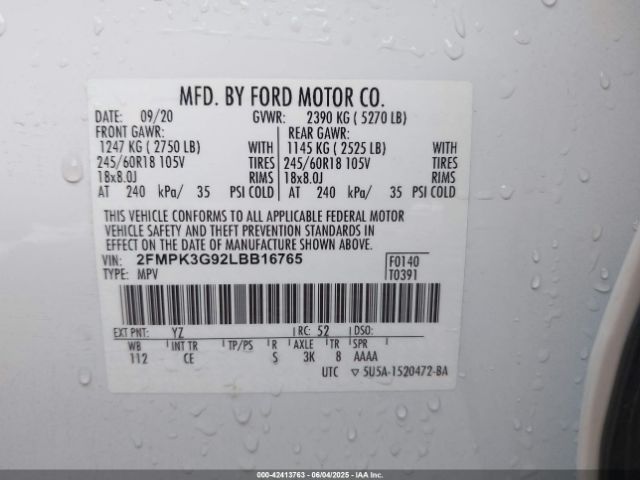 MFD. BY FORD MOTOR CO.
DATE: 09/20 GVWR: 2390 KG ( 5270 LB)
FRONT GAWR: REAR GAWR:
1247 KG ( 2750 LB) WITH 1145 KG ( 2525 LB) WITH
245/60R18 105V TIRES 245/60R18 105V TIRES
18x8.0J RIMS 18x8.0J RIMS
AT 240 kPa/ 35 PSI COLD AT 240 kPa/ 35 PSI COLD
THIS VEHICLE CONFORMS TO ALL APPLICABLE FEDERAL MOTOR
VEHICLE SAFETY AND THEFT PREVENTION STANDARDS IN
EFFECT ON THE DATE OF MANUFACTURE SHOWN ABOVE.
VIN: 2FMPK3G92LBB16765 F0140
TYPE: MPV T0391
EXT PNT: YZ RC: 52 DSO:
WB INT TR TP/PS R AXLE TR SPR
112 CE S 3K 8 AAAA
UTC ▽ 5U5A-1520472-BA
000-42413763 | 06/04/2025 - IAA Inc.